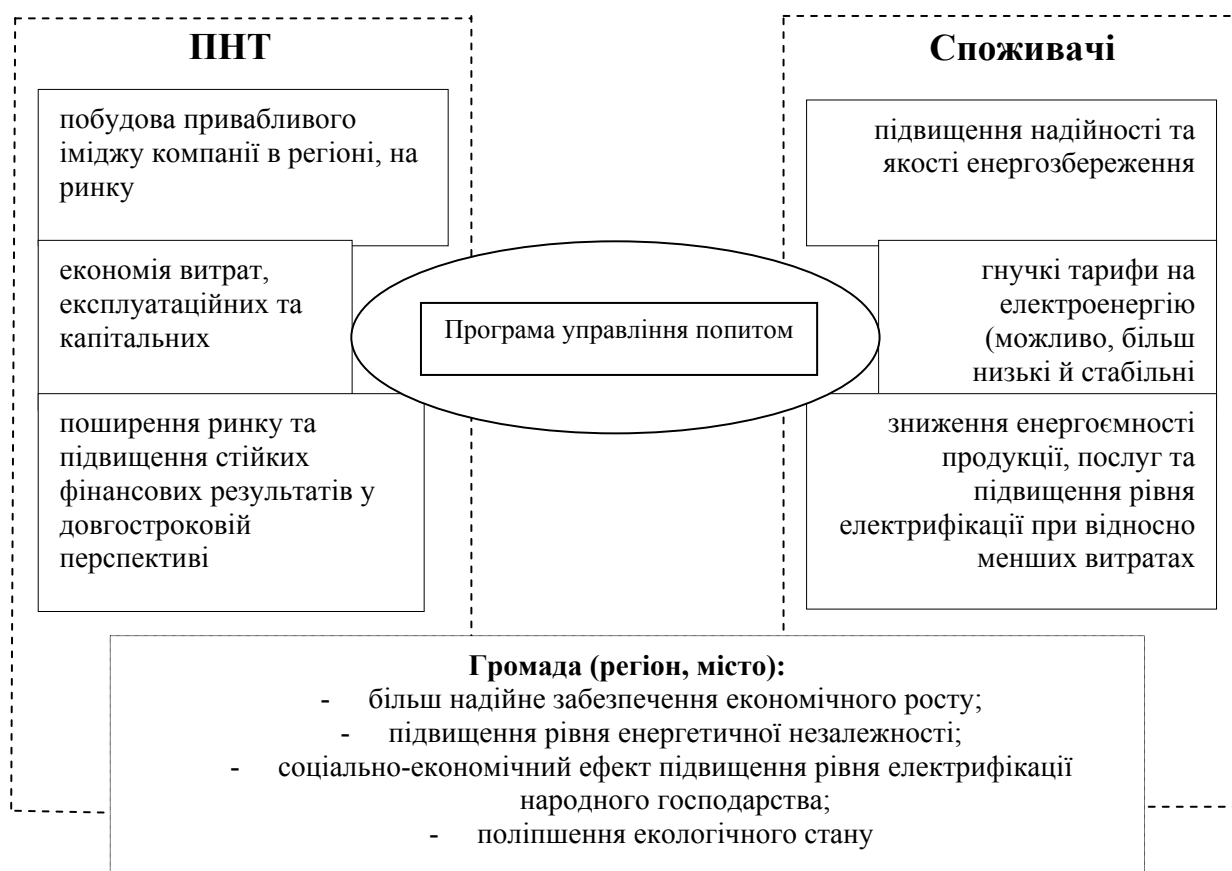 ПНТ
побудова привабливого
іміджу компанії в регіоні, на
ринку
економія витрат,
експлуатаційних та
капітальних
поширення ринку та
підвищення стійких
фінансових результатів у
довгостроковій
перспективі
Програма управління попитом
Споживачі
підвищення надійності та
якості енергозбереження
гнучкі тарифи на
електроенергію
(можливо, більш
низькі й стабільні
зниження енергоємності
продукції, послуг та
підвищення рівня
електрифікації при відносно
менших витратах
Громада (регіон, місто):
- більш надійне забезпечення економічного росту;
- підвищення рівня енергетичної незалежності;
- соціально-економічний ефект підвищення рівня електрифікації
народного господарства;
- поліпшення екологічного стану